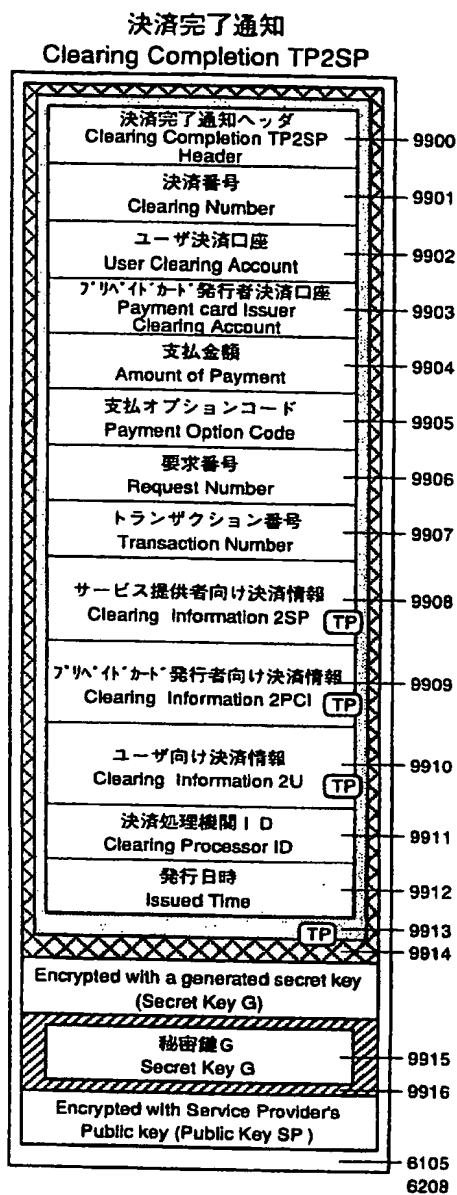 決済完了通知
Clearing Completion TP2SP
決済完了通知ヘッダ
Clearing Completion TP2SP
Header
9900
決済番号
Clearing Number
9901
ユーザ決済口座
User Clearing Account
9902
プリペイドカード発行者決済口座
Payment card Issuer
Clearing Account
9903
支払金額
Amount of Payment
9904
支払オプションコード
Payment Option Code
9905
要求番号
Request Number
9906
トランザクション番号
Transaction Number
9907
サービス提供者向け決済情報
Clearing Information 2SP
TP
9908
プリペイドカード発行者向け決済情報
Clearing Information 2PCI
TP
9909
ユーザ向け決済情報
Clearing Information 2U
TP
9910
決済処理機関ID
Clearing Processor ID
9911
発行日時
Issued Time
9912
TP
9913
9914
Encrypted with a generated secret key
(Secret Key G)
秘密鍵G
Secret Key G
9915
9916
Encrypted with Service Provider's
Public key (Public Key SP)
6105
6208